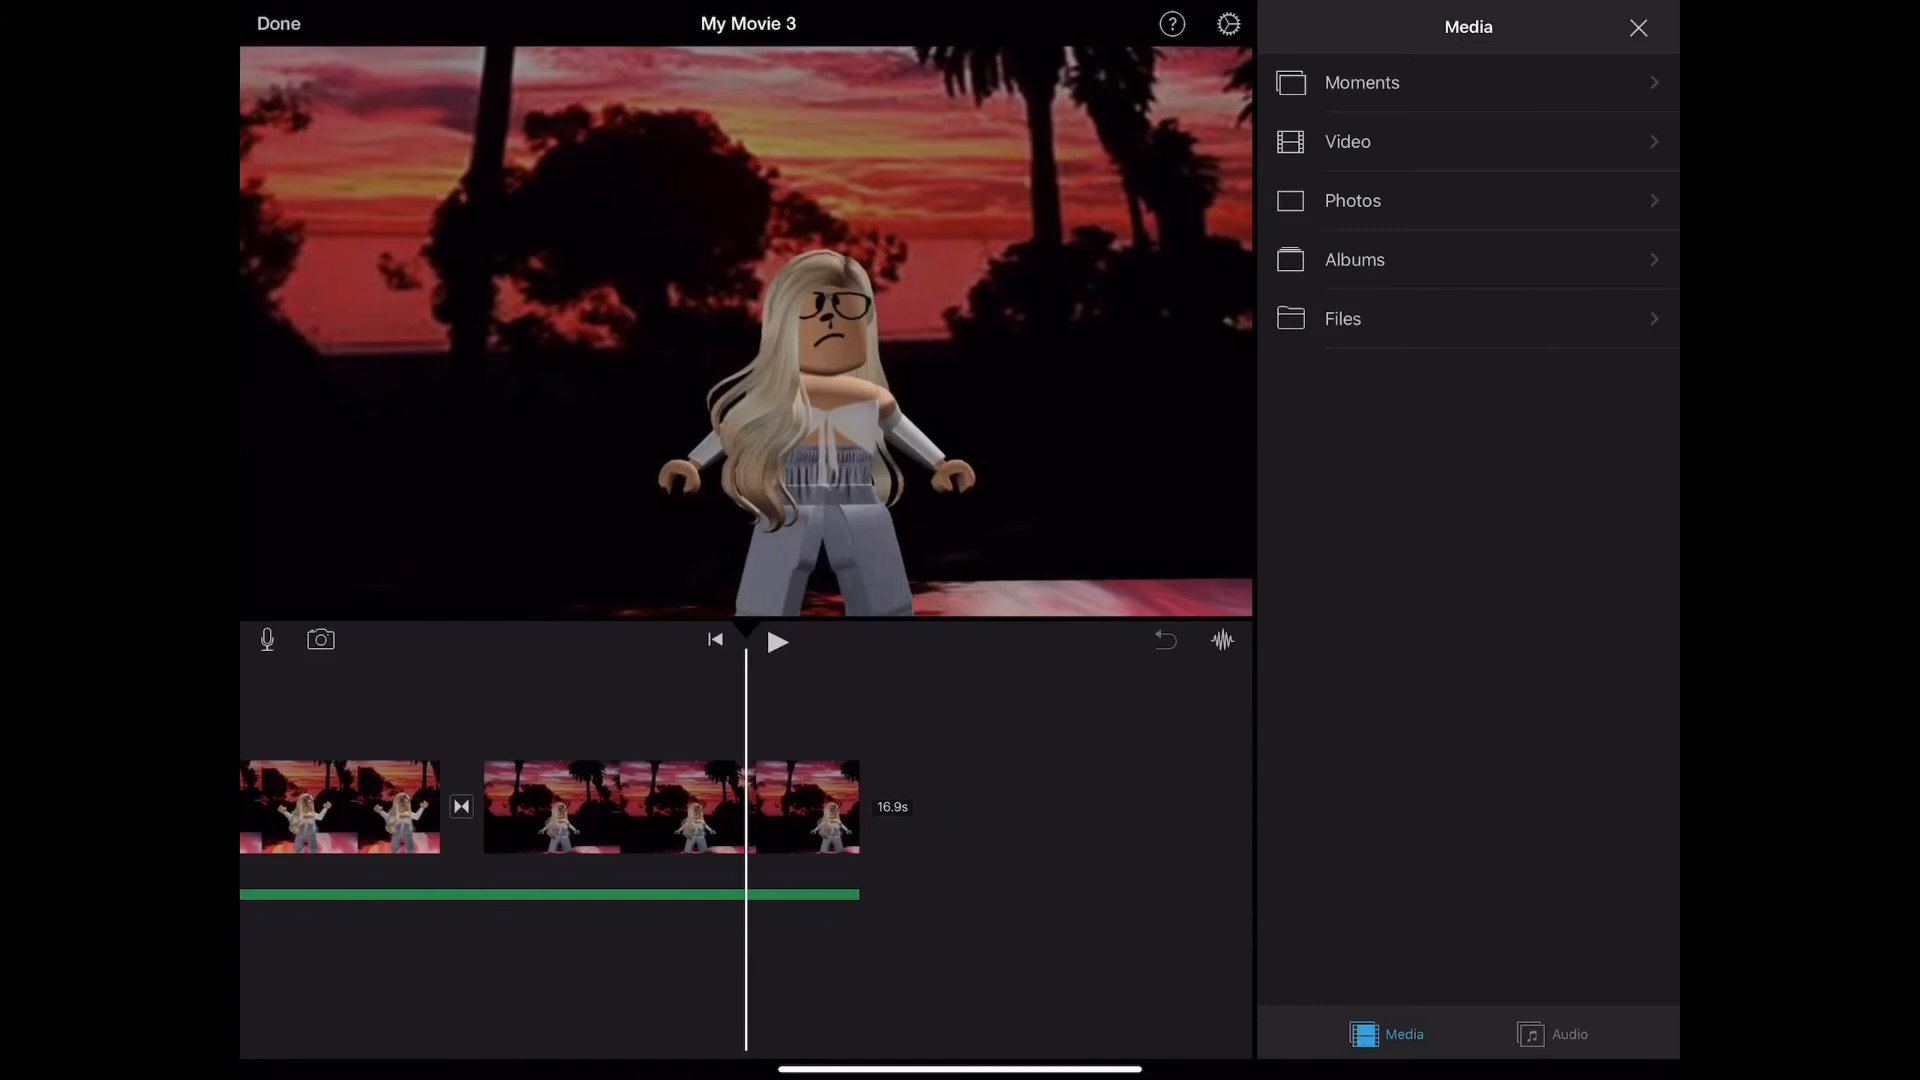 Done
My Movie 3
?
Media
Moments
Video
Photos
Albums
Files
16.9s
Media
Audio